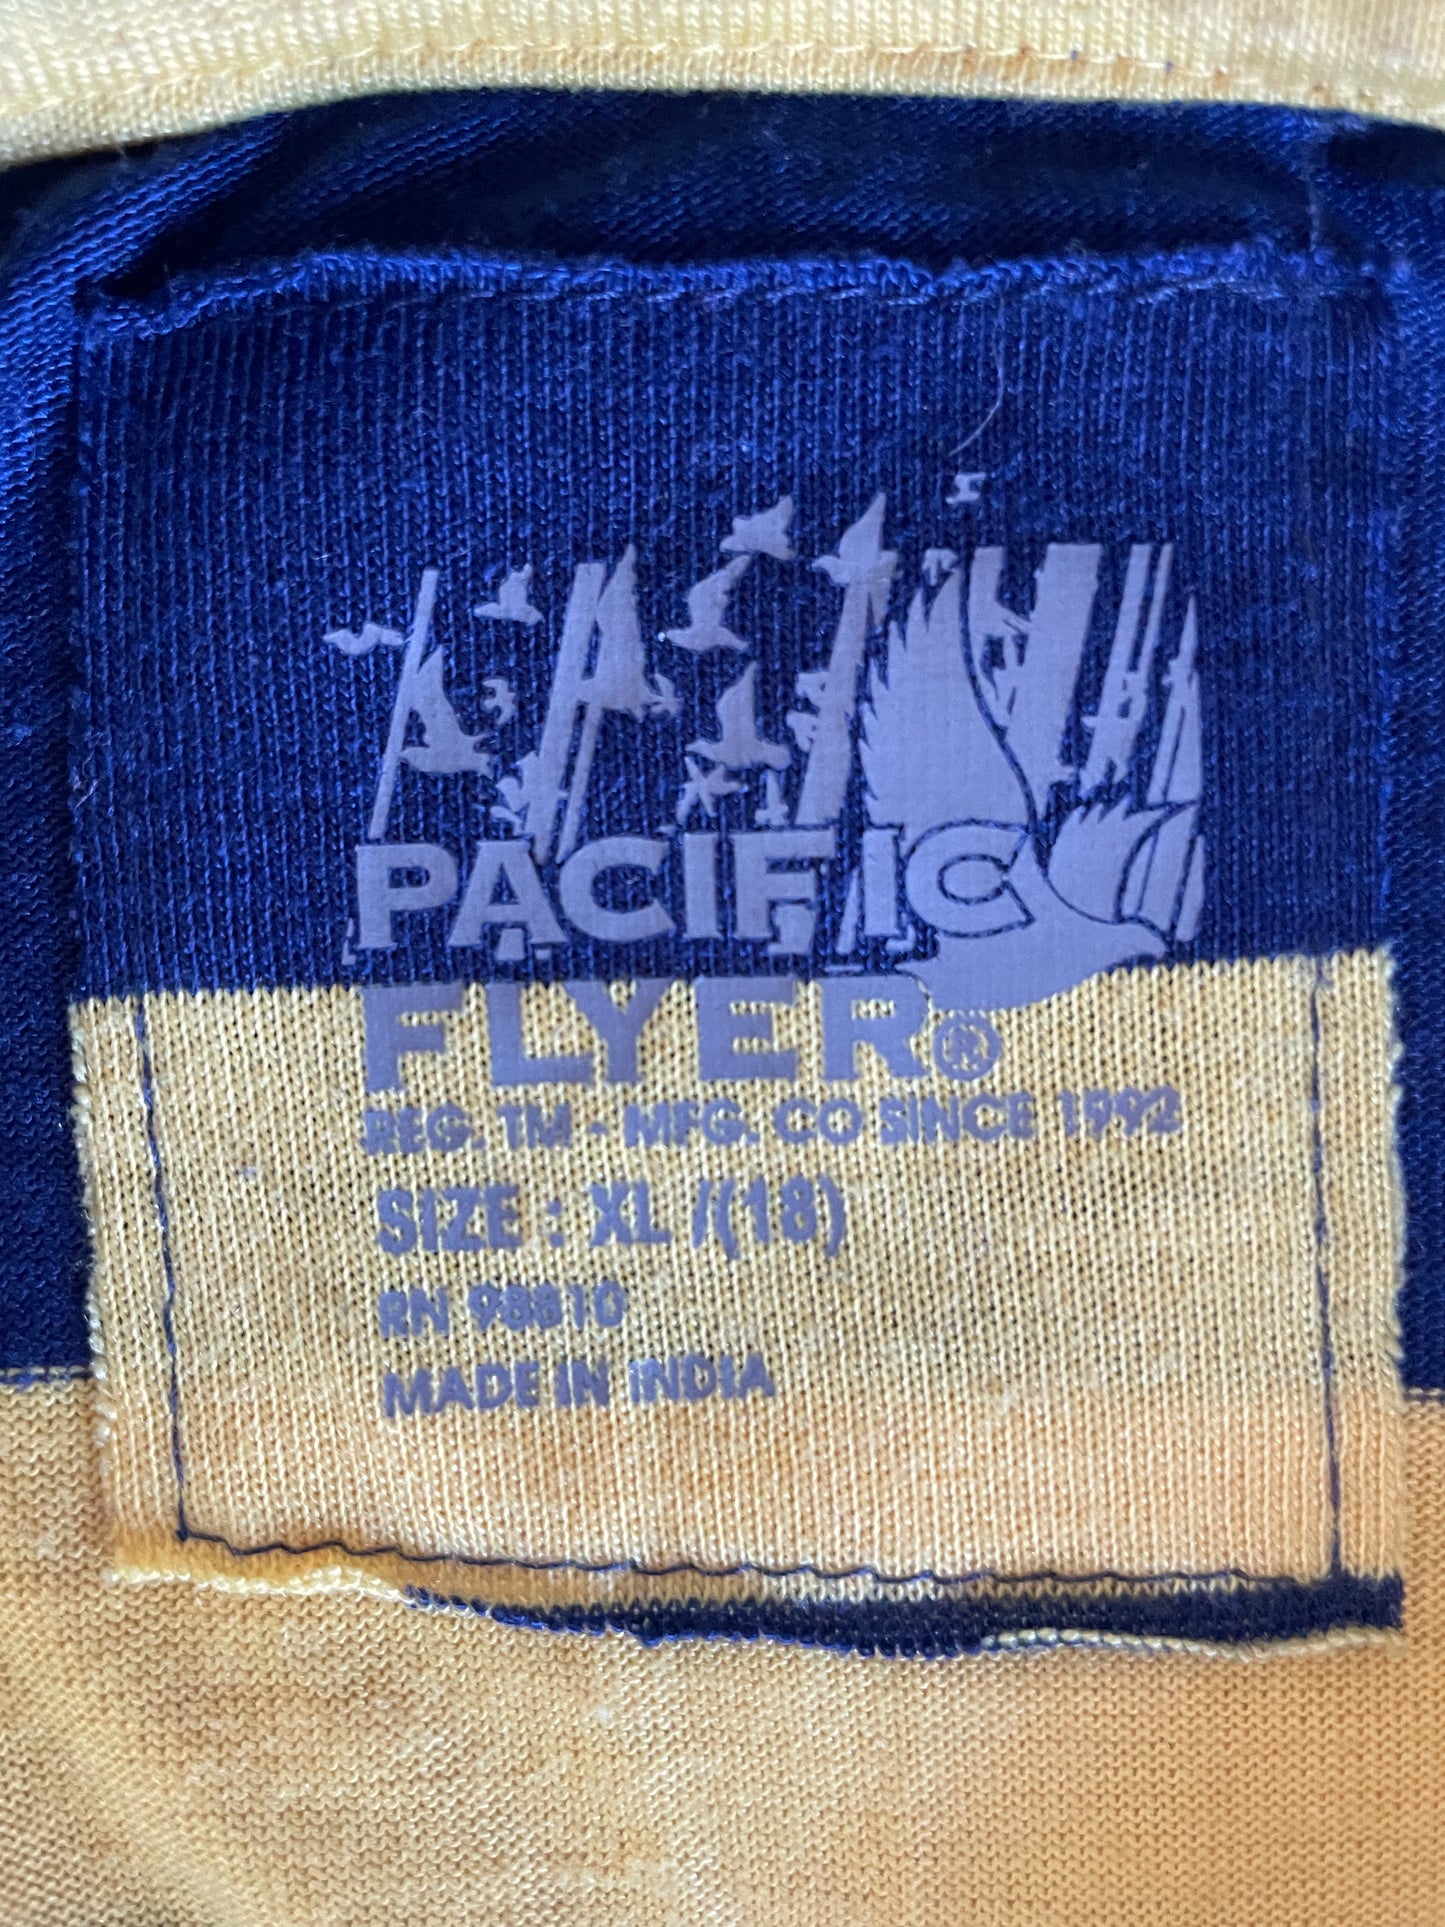 PACIFIC
FLYER®
REG. TM - MFG. CO SINCE 1992
SIZE : XL /(18)
RN 98810
MADE IN INDIA